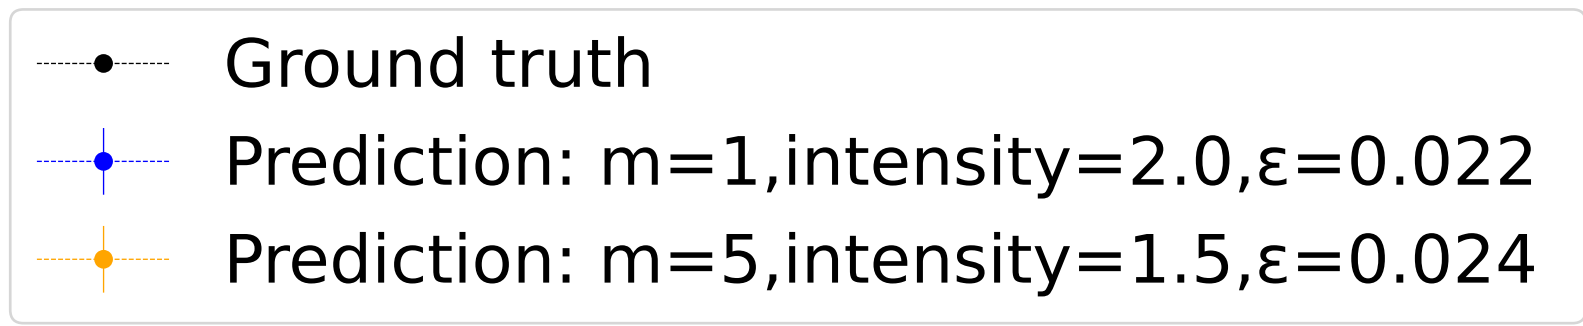 Ground truth
Prediction: m=1,intensity=2.0,ε=0.022
Prediction: m=5,intensity=1.5,ε=0.024